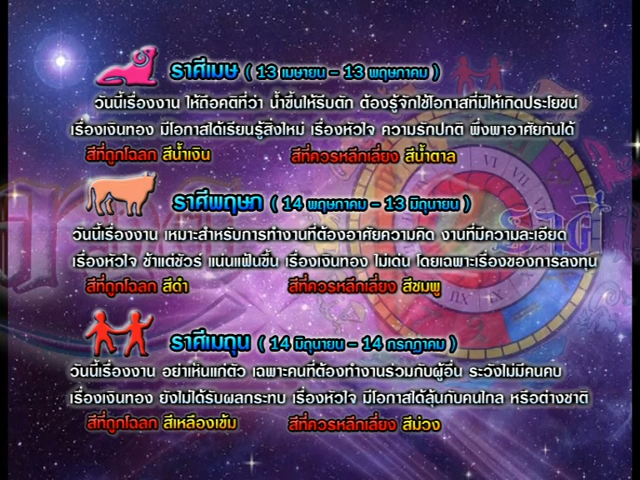 ราศีเมษ ( 13 เมษายน - 13 พฤษภาคม )
วันนี้เรื่องงาน ให้ถือคติที่ว่า น้ำขึ้นให้รีบตัก ต้องรู้จักใช้โอกาสที่มีให้เกิดประโยชน์
เรื่องเงินทอง มีโอกาสได้เรียนรู้สิ่งใหม่ เรื่องหัวใจ ความรักปกติ พึ่งพาอาศัยกันได้
สีที่ถูกโฉลก สีน้ำเงิน สีที่ควรหลีกเลี่ยง สีน้ำตาล
ราศีพฤษภ ( 14 พฤษภาคม - 13 มิถุนายน )
วันนี้เรื่องงาน เหมาะสำหรับการทำงานที่ต้องอาศัยความคิด งานที่มีความละเอียด
เรื่องหัวใจ ช้าแต่ชัวร์ แน่นแฟ้นขึ้น เรื่องเงินทอง ไม่เด่น โดยเฉพาะเรื่องของการลงทุน
สีที่ถูกโฉลก สีดำ สีที่ควรหลีกเลี่ยง สีชมพู
ราศีเมถุน ( 14 มิถุนายน - 14 กรกฎาคม )
วันนี้เรื่องงาน อย่าเห็นแก่ตัว เฉพาะคนที่ต้องทำงานร่วมกับผู้อื่น ระวังไม่มีคนคบ
เรื่องเงินทอง ยังไม่ได้รับผลกระทบ เรื่องหัวใจ มีโอกาสได้ลุ้นกับคนไกล หรือต่างชาติ
สีที่ถูกโฉลก สีเหลืองเข้ม สีที่ควรหลีกเลี่ยง สีม่วง